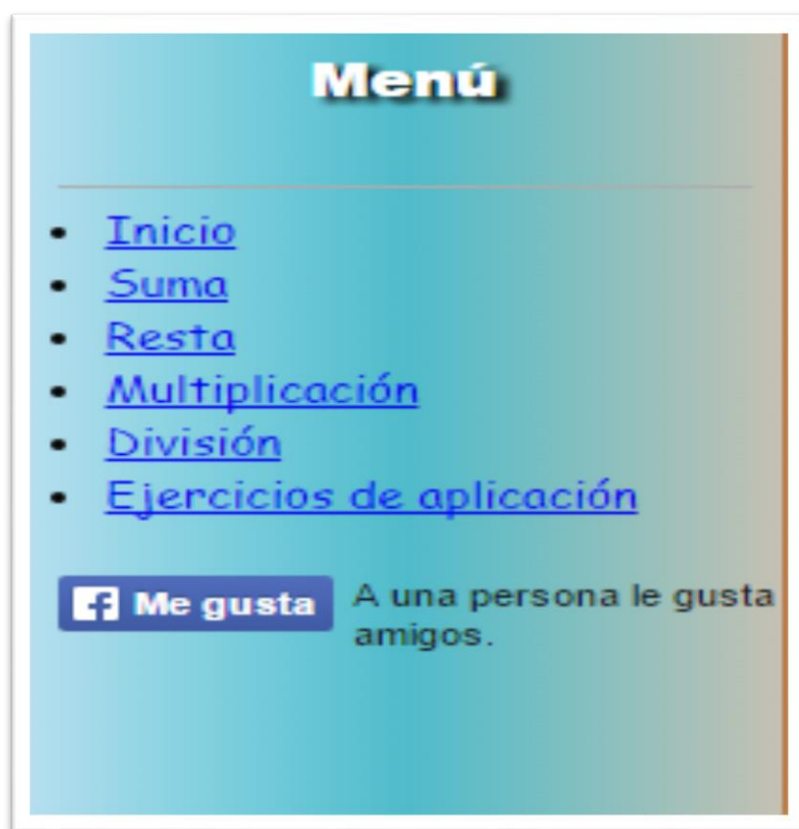 Menú
Inicio
Suma
Resta
Multiplicación
División
Ejercicios de aplicación
Me gusta
A una persona le gusta
amigos.